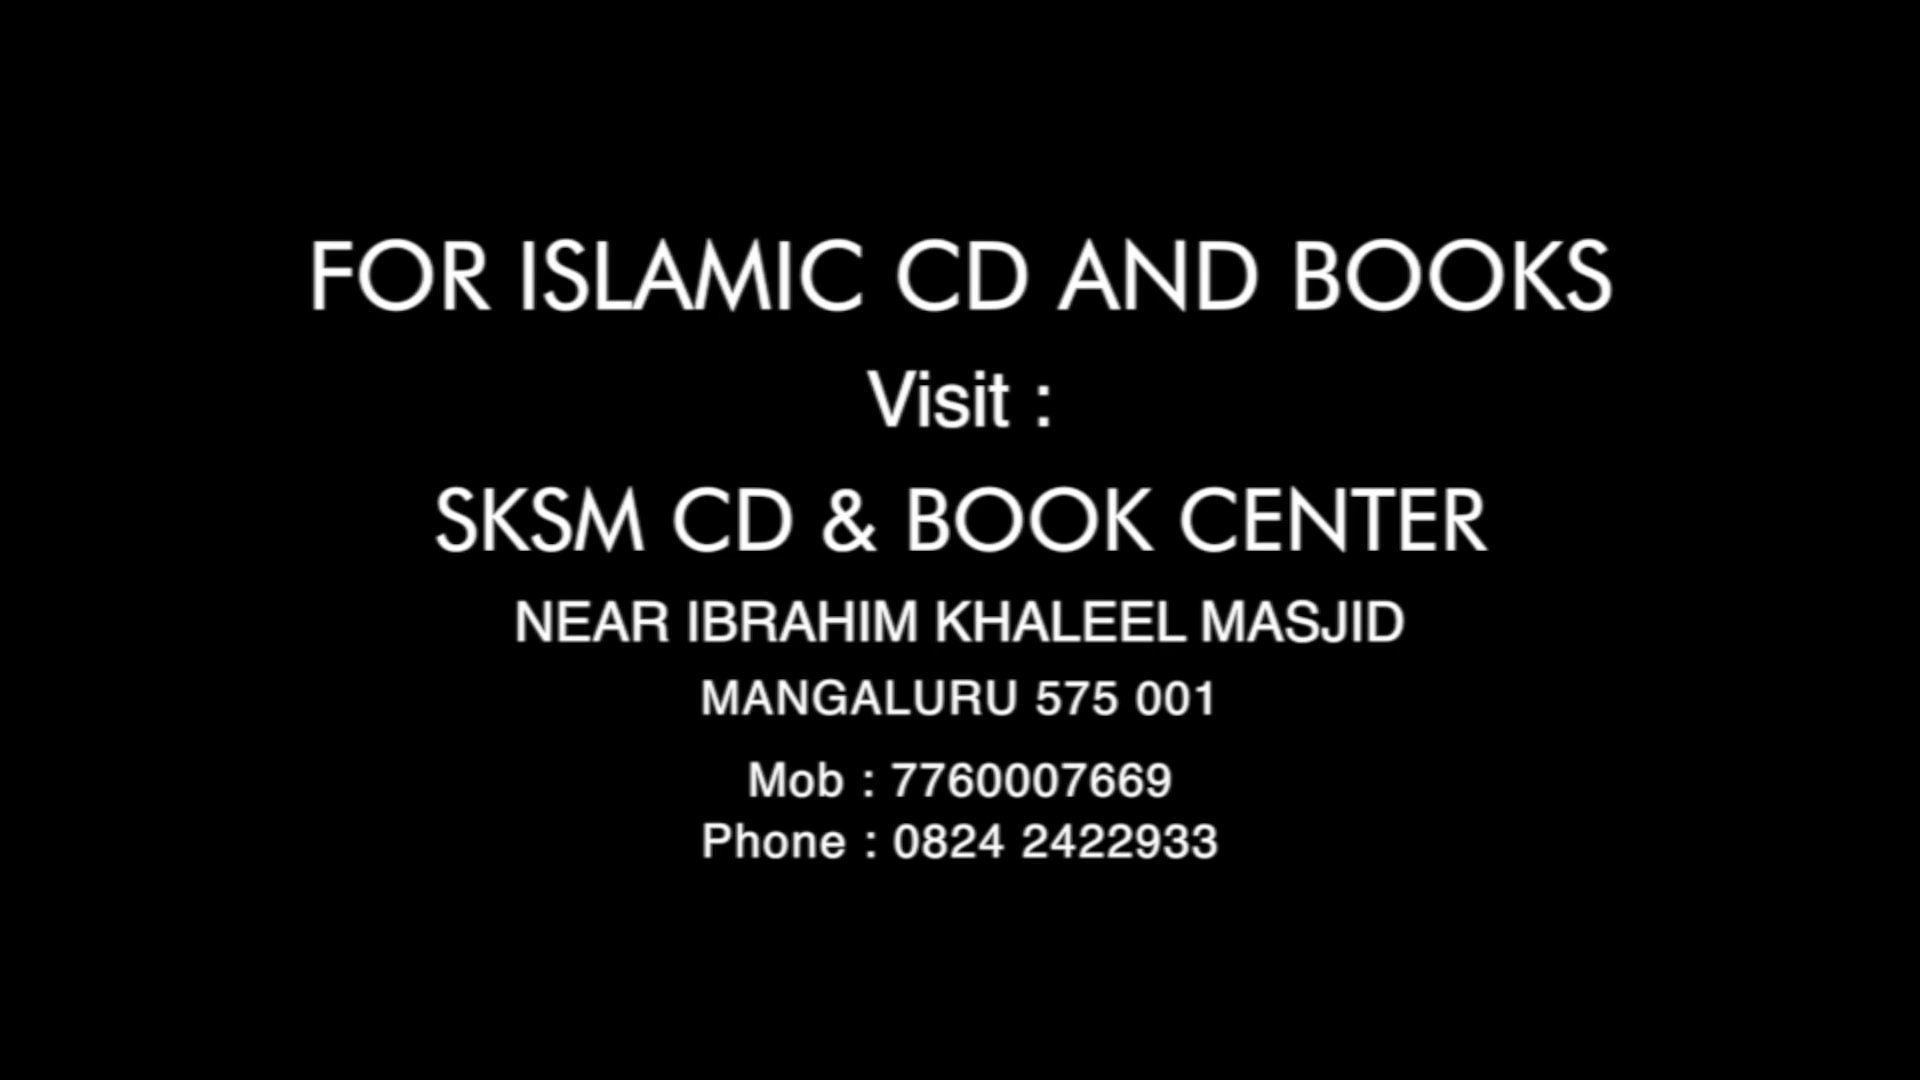 FOR ISLAMIC CD AND BOOKS
Visit :
SKSM CD & BOOK CENTER
NEAR IBRAHIM KHALEEL MASJID
MANGALURU 575 001
Mob : 7760007669
Phone : 0824 2422933